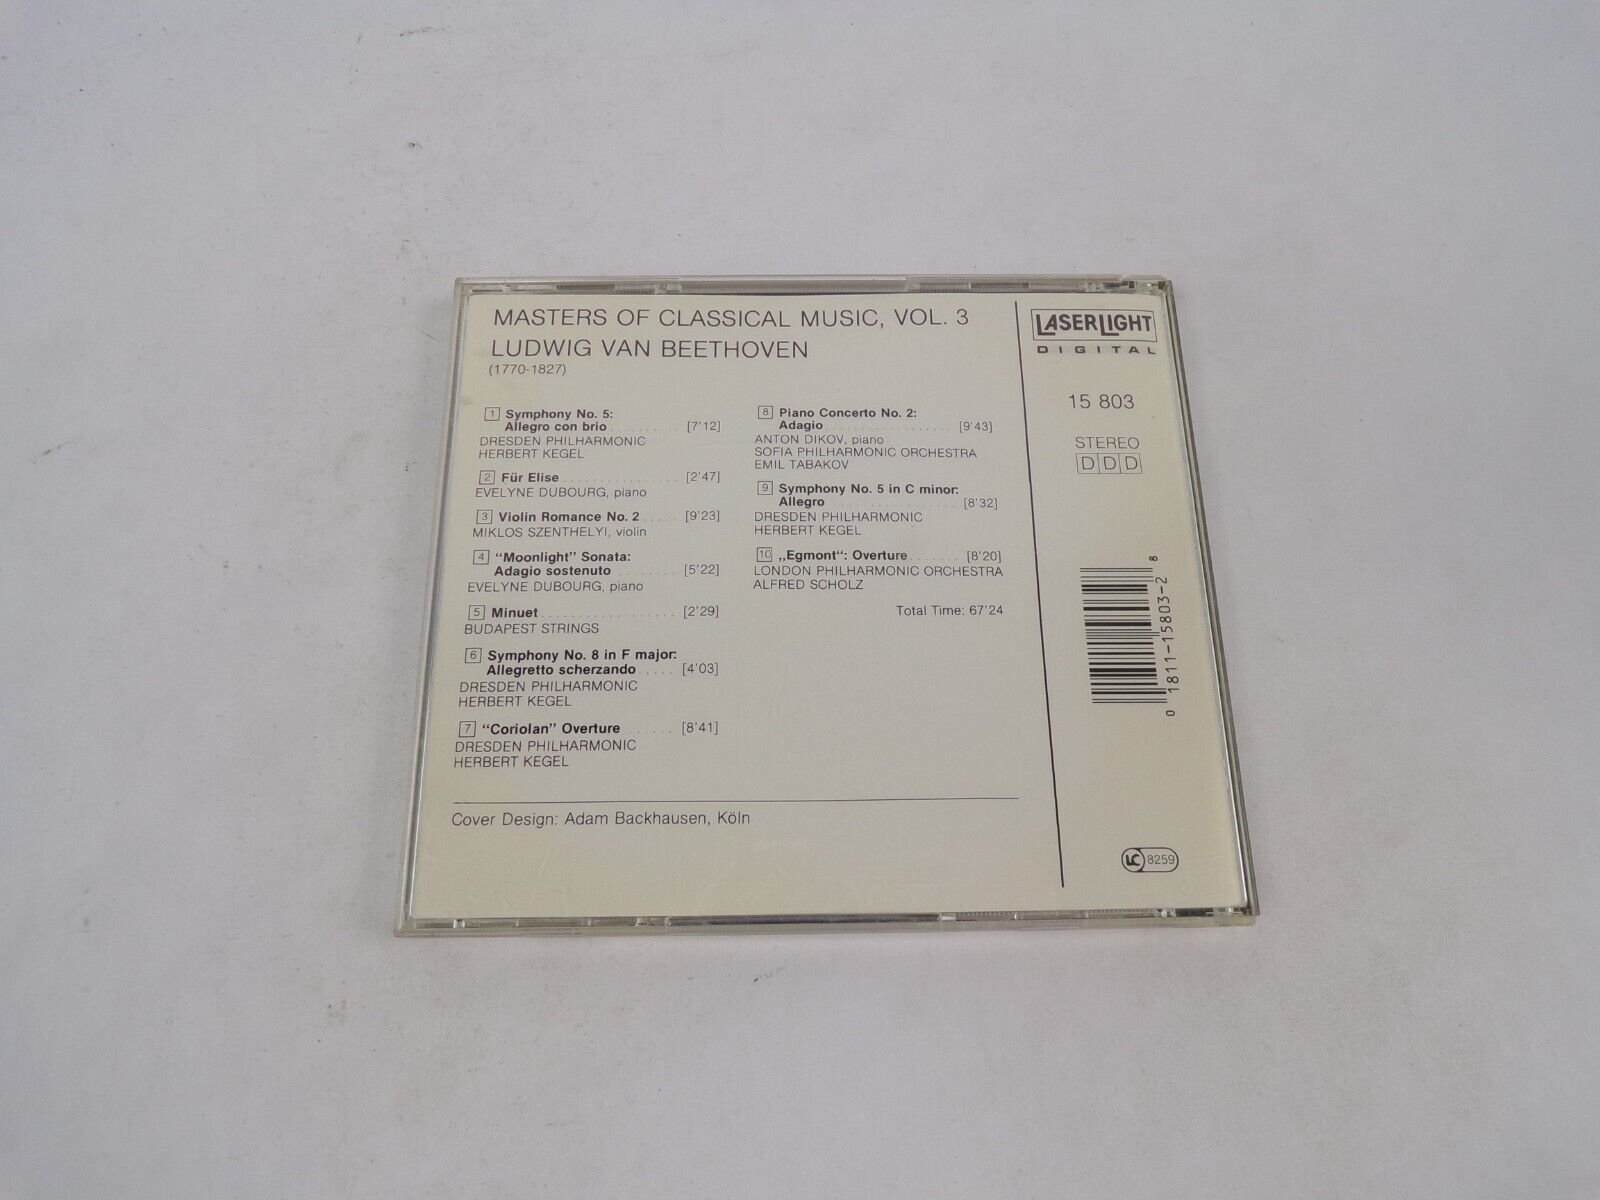 MASTERS OF CLASSICAL MUSIC, VOL. 3
LUDWIG VAN BEETHOVEN
(1770-1827)
1 Symphony No. 5:
Allegro con brio .......... [7'12]
DRESDEN PHILHARMONIC
HERBERT KEGEL
2 Für Elise ................ [2'47]
EVELYNE DUBOURG, piano
3 Violin Romance No. 2 ..... [9'23]
MIKLOS SZENTHELYI, violin
4 "Moonlight" Sonata:
Adagio sostenuto ......... [5'22]
EVELYNE DUBOURG, piano
5 Minuet ................... [2'29]
BUDAPEST STRINGS
6 Symphony No. 8 in F major:
Allegretto scherzando ..... [4'03]
DRESDEN PHILHARMONIC
HERBERT KEGEL
7 "Coriolan" Overture ...... [8'41]
DRESDEN PHILHARMONIC
HERBERT KEGEL
8 Piano Concerto No. 2:
Adagio ................... [9'43]
ANTON DIKOV, piano
SOFIA PHILHARMONIC ORCHESTRA
EMIL TABAKOV
9 Symphony No. 5 in C minor:
Allegro .................. [8'32]
DRESDEN PHILHARMONIC
HERBERT KEGEL
10 „Egmont“: Overture ....... [8'20]
LONDON PHILHARMONIC ORCHESTRA
ALFRED SCHOLZ
Total Time: 67'24
Cover Design: Adam Backhausen, Köln
LASERLIGHT
DIGITAL
15 803
STEREO
DDD
0 1811-15803-2 8
LC 8259